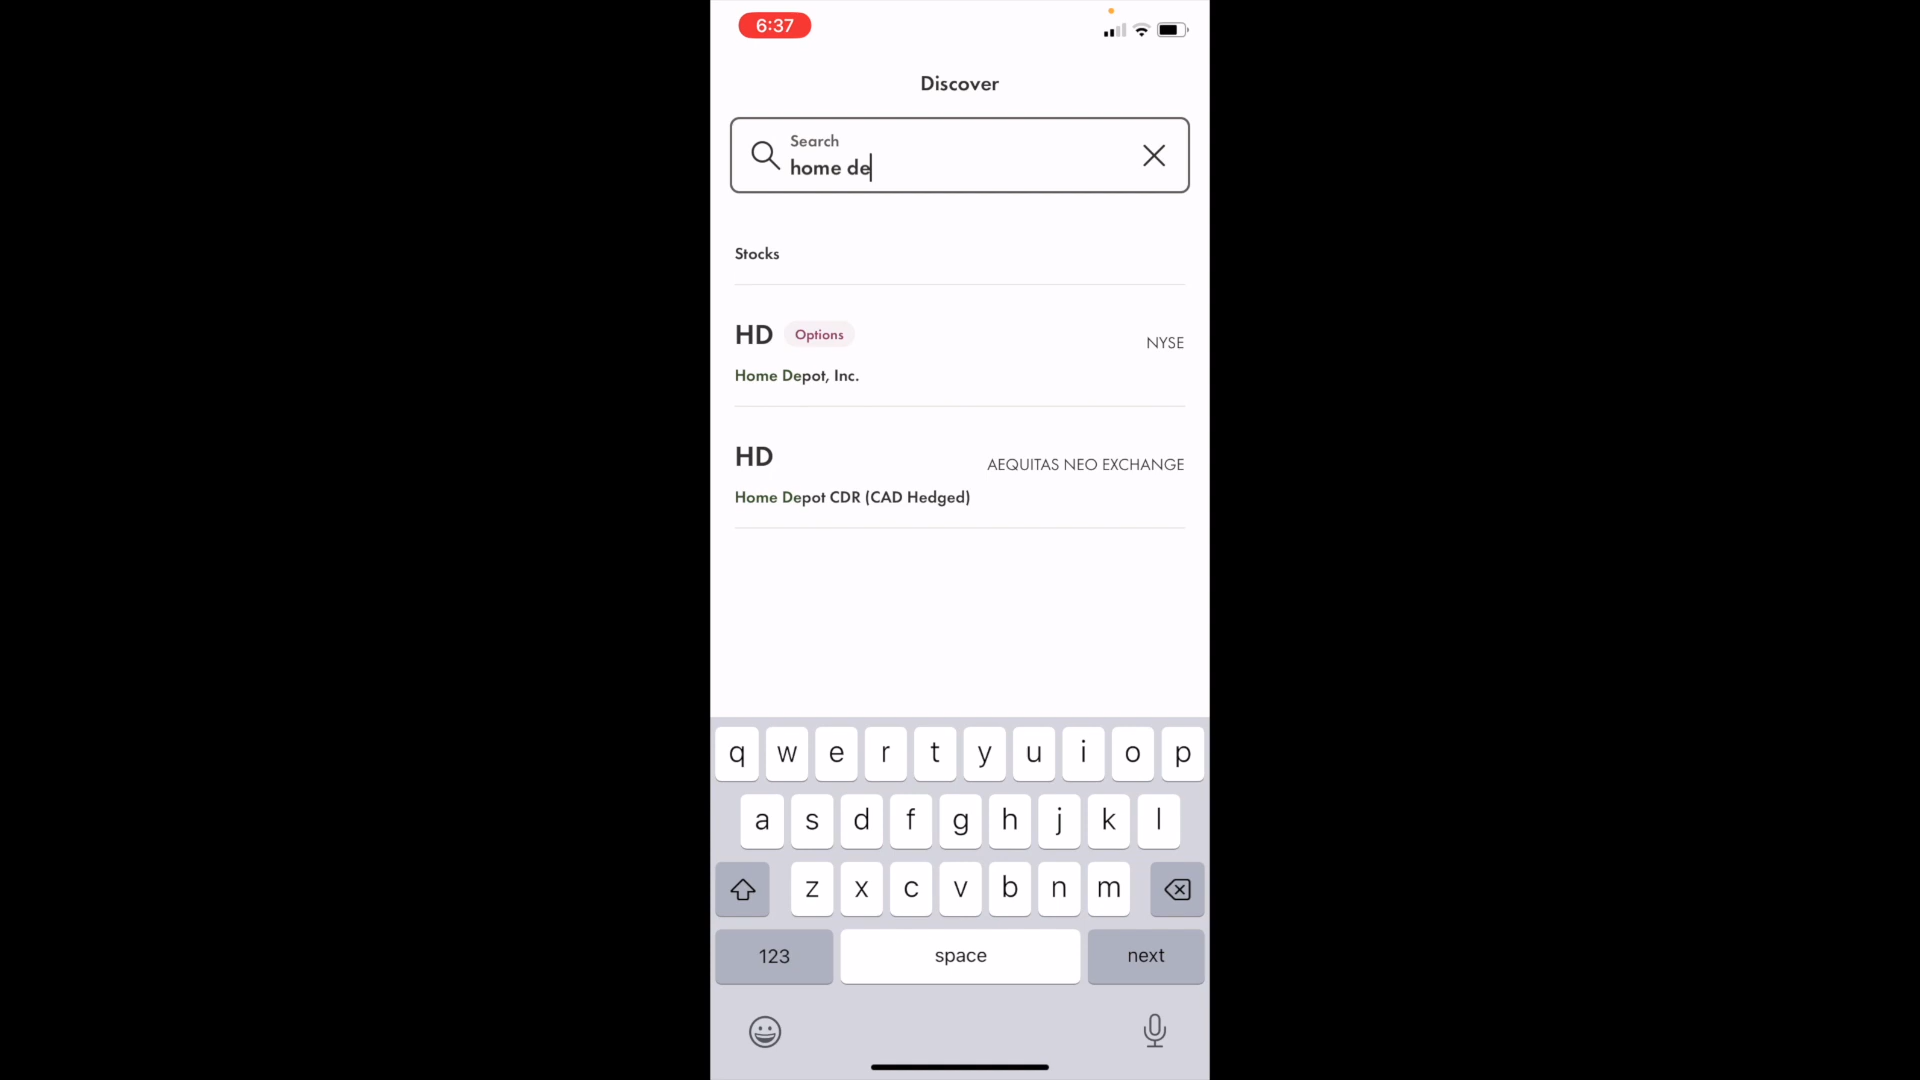 6:37
Discover
Search
home de
Stocks
HD Options NYSE
Home Depot, Inc.
HD AEQUITAS NEO EXCHANGE
Home Depot CDR (CAD Hedged)
q w e r t y u i o p
a s d f g h j k l
z x c v b n m
123 space next